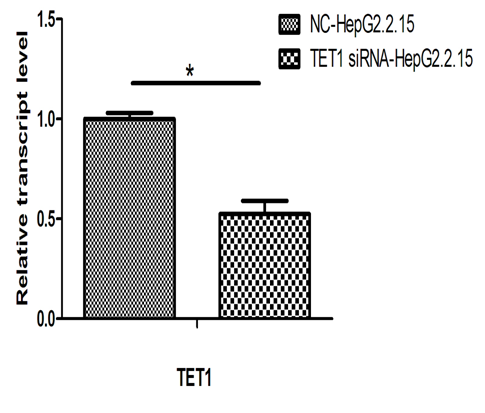 NC-HepG2.2.15
TET1 siRNA-HepG2.2.15
Relative transcript level
1.5
1.0
0.5
0.0
*
TET1